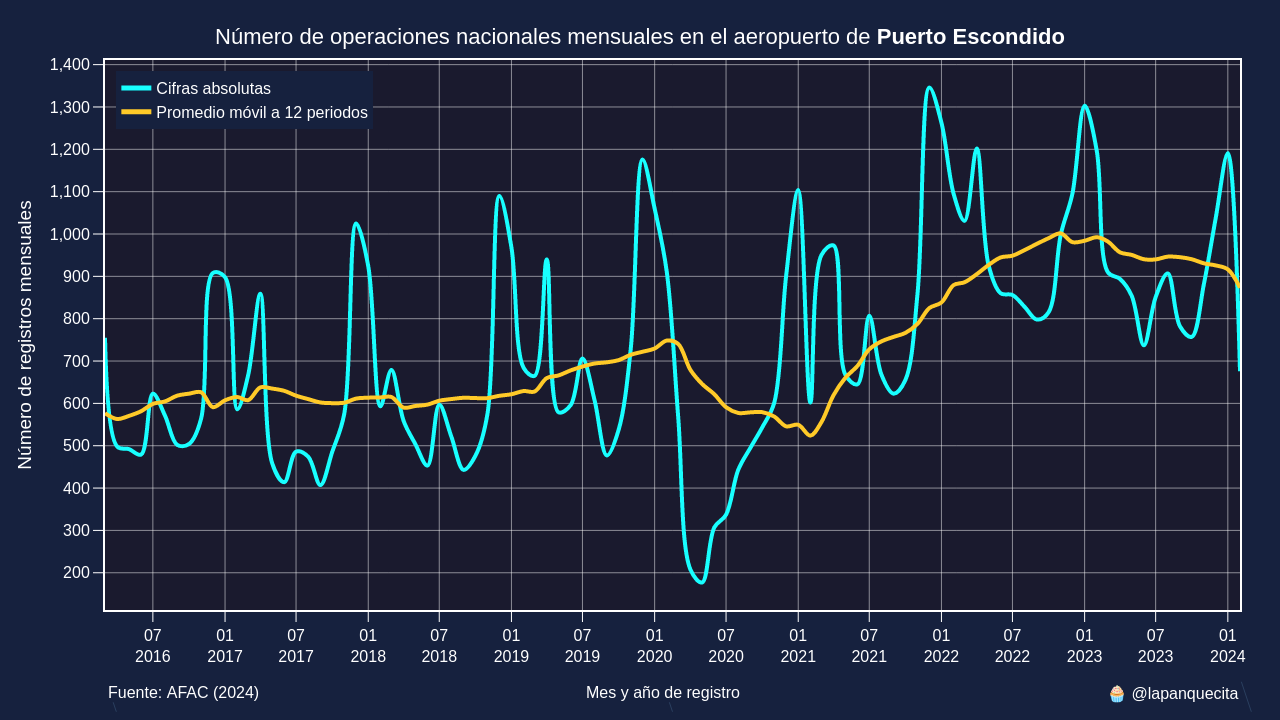 Número de operaciones nacionales mensuales en el aeropuerto de Puerto Escondido
Cifras absolutas
Promedio móvil a 12 periodos
Número de registros mensuales
1,400
1,300
1,200
1,100
1,000
900
800
700
600
500
400
300
200
07 01 07 01 07 01 07 01 07 01 07 01 07 01 07 01
2016 2017 2017 2018 2018 2019 2019 2020 2020 2021 2021 2022 2022 2023 2023 2024
Fuente: AFAC (2024)
Mes y año de registro
🧁 @lapanquecita